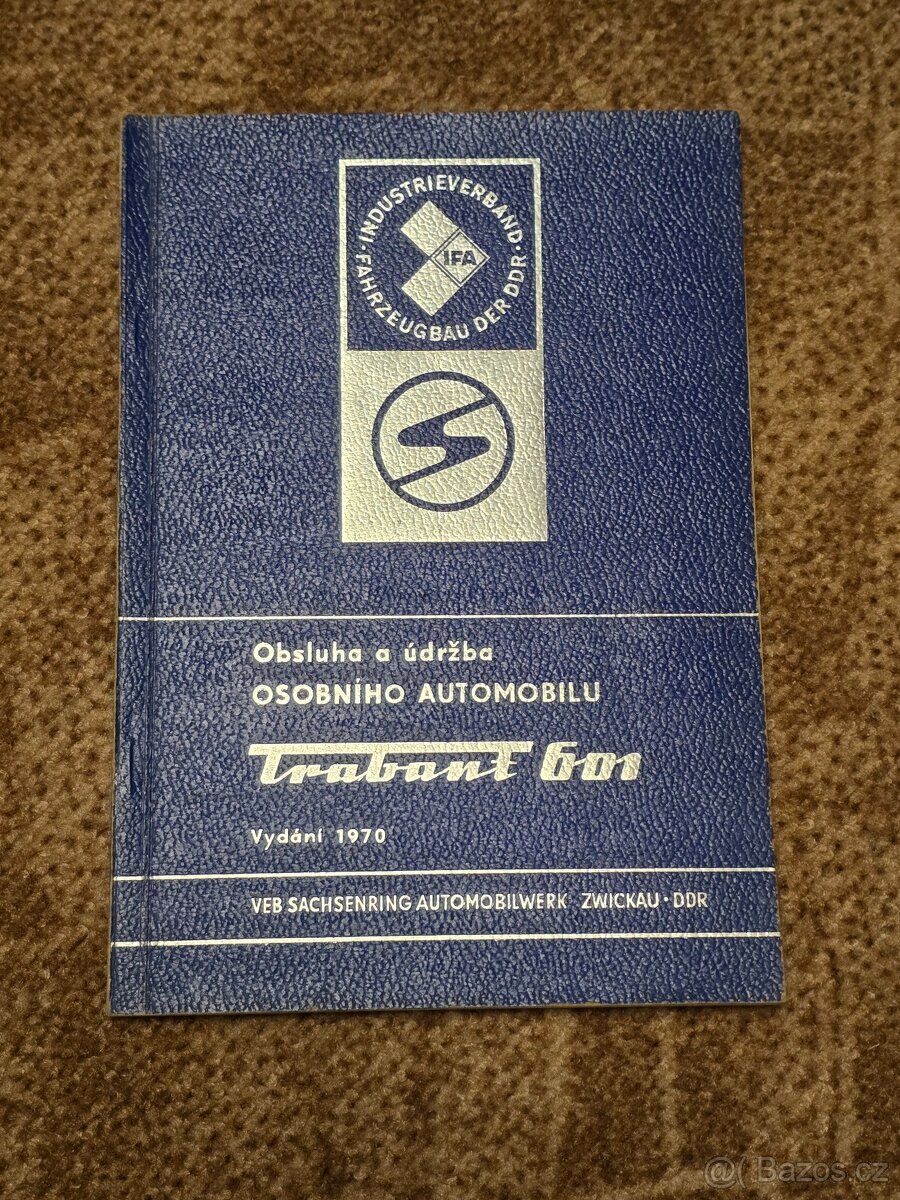 INDUSTRIEVERBAND · FAHRZEUGBAU DER DDR ·
IFA
S
Obsluha a údržba
OSOBNÍHO AUTOMOBILU
Trabant 601
Vydání 1970
VEB SACHSENRING AUTOMOBILWERK ZWICKAU · DDR
@ Bazos.cz